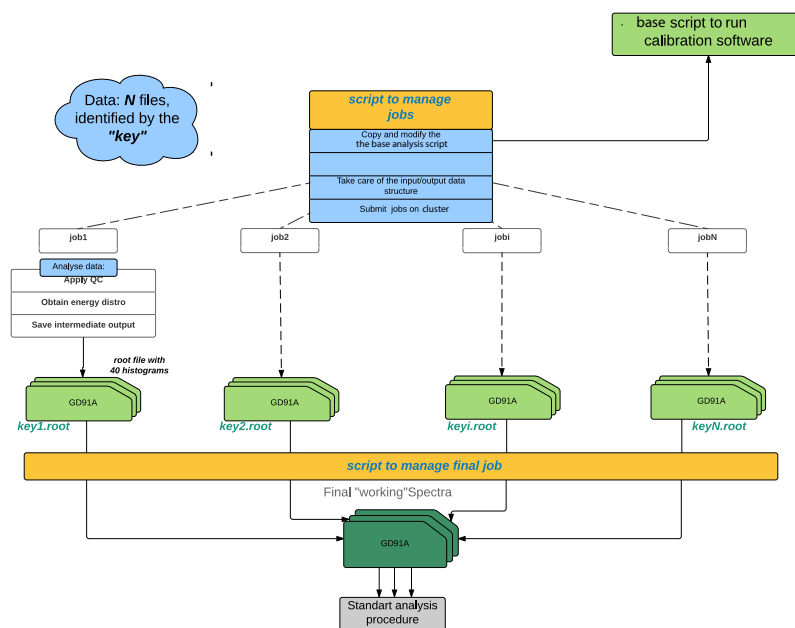 . base script to run
calibration software
Data: N files,
identified by the
"key"
script to manage
jobs
Copy and modify the
the base analysis script
Take care of the input/output data
structure
Submit jobs on cluster
job1
job2
jobi
jobN
Analyse data:
Apply QC
Obtain energy distro
Save intermediate output
root file with
40 histograms
GD91A
GD91A
GD91A
GD91A
key1.root
key2.root
keyi.root
keyN.root
script to manage final job
Final "working"Spectra
GD91A
Standart analysis
procedure